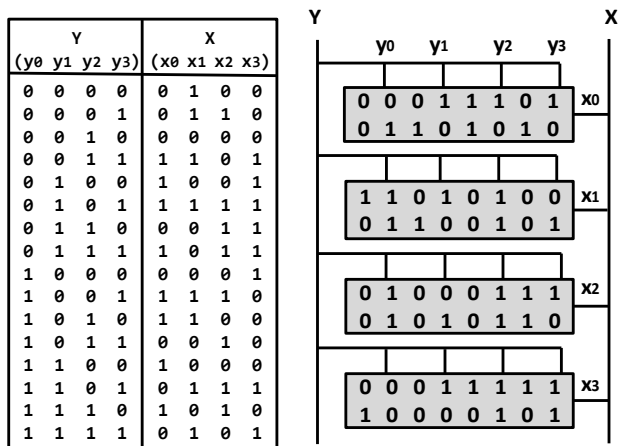 Y X
(y0 y1 y2 y3) (x0 x1 x2 x3)
0 0 0 0 0 1 0 0
0 0 0 1 0 1 1 0
0 0 1 0 0 0 0 0
0 0 1 1 1 1 0 1
0 1 0 0 1 0 0 1
0 1 0 1 1 1 1 1
0 1 1 0 0 0 1 1
0 1 1 1 1 0 1 1
1 0 0 0 0 0 0 1
1 0 0 1 1 1 1 0
1 0 1 0 1 1 0 0
1 0 1 1 0 0 1 0
1 1 0 0 1 0 0 0
1 1 0 1 0 1 1 1
1 1 1 0 1 0 1 0
1 1 1 1 0 1 0 1
Y X
y0 y1 y2 y3
0 0 0 1 1 1 0 1 x0
0 1 1 0 1 0 1 0
1 1 0 1 0 1 0 0 x1
0 1 1 0 0 1 0 1
0 1 0 0 0 1 1 1 x2
0 1 0 1 0 1 1 0
0 0 0 1 1 1 1 1 x3
1 0 0 0 0 1 0 1